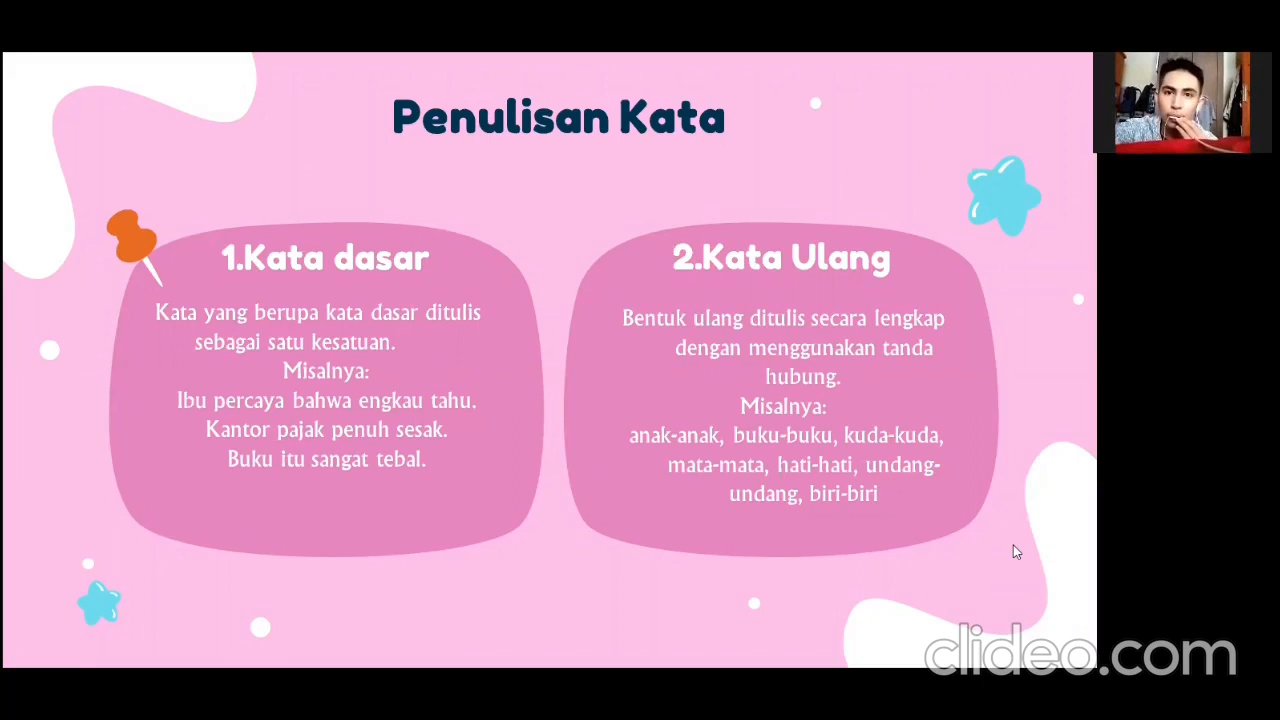 Penulisan Kata
1.Kata dasar
Kata yang berupa kata dasar ditulis
sebagai satu kesatuan.
Misalnya:
Ibu percaya bahwa engkau tahu.
Kantor pajak penuh sesak.
Buku itu sangat tebal.
2.Kata Ulang
Bentuk ulang ditulis secara lengkap
dengan menggunakan tanda
hubung.
Misalnya:
anak-anak, buku-buku, kuda-kuda,
mata-mata, hati-hati, undang-
undang, biri-biri
clideo.com